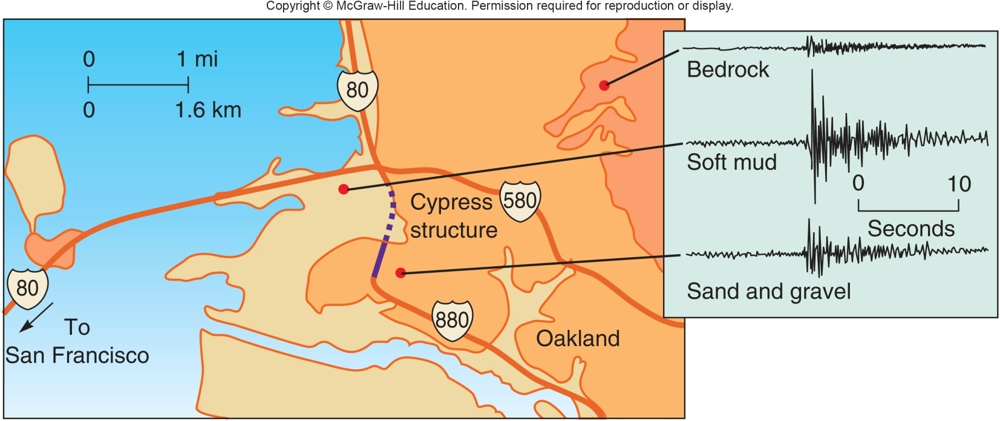 Copyright © McGraw-Hill Education. Permission required for reproduction or display.
0 1 mi
0 1.6 km
80
80
To
San Francisco
Cypress
structure
580
880
Oakland
Bedrock
Soft mud
0 10
Seconds
Sand and gravel